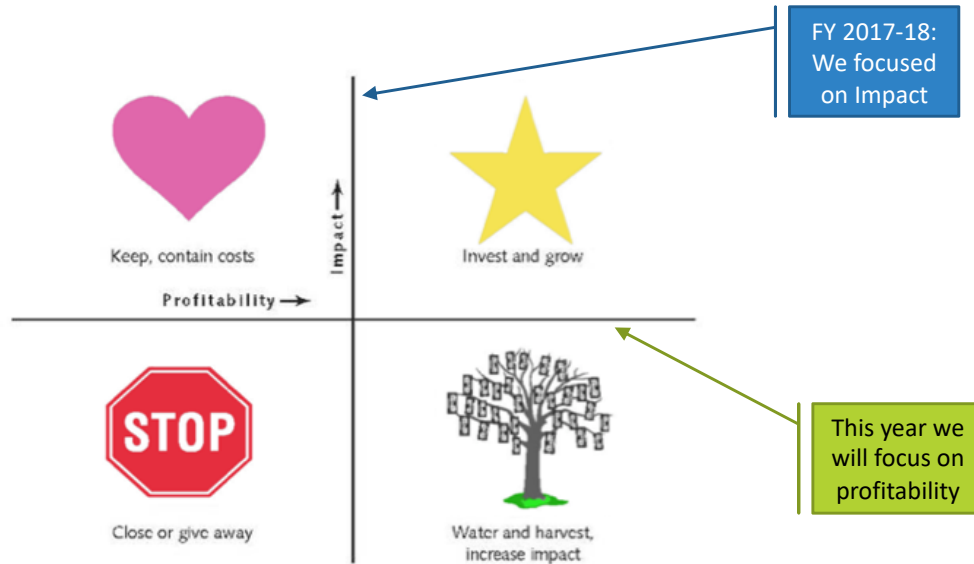 FY 2017-18:
We focused
on Impact
Impact
Keep, contain costs
Invest and grow
Profitability
STOP
Close or give away
Water and harvest,
increase impact
This year we
will focus on
profitability